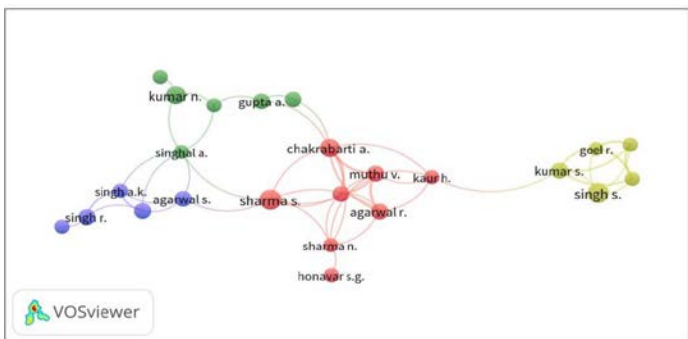 kumar n.
gupta a.
singhal a.
chakrabarti a.
goel r.
muthu v.
kaur h.
kumar s.
singh a.k.
agarwal s.
sharma s.
singh s.
agarwal r.
singh r.
sharma n.
honavar s.g.
VOSviewer